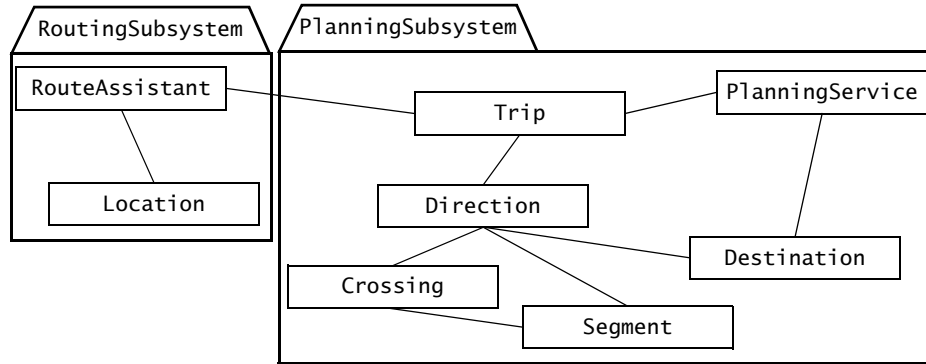 RoutingSubsystem
PlanningSubsystem
RouteAssistant
PlanningService
Trip
Location
Direction
Destination
Crossing
Segment